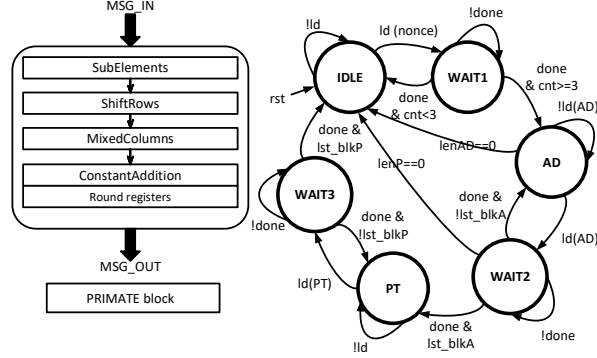 MSG_IN
SubElements
ShiftRows
MixedColumns
ConstantAddition
Round registers
MSG_OUT
PRIMATE block
!ld
ld (nonce)
!done
IDLE
WAIT1
rst
done
& cnt<3
done
& cnt>=3
!ld(AD)
done &
lst_blkP
lenAD==0
lenP==0
AD
WAIT3
done &
!lst_blkA
!done
done &
!lst_blkP
ld(AD)
ld(PT)
PT
WAIT2
!ld
done &
lst_blkA
!done